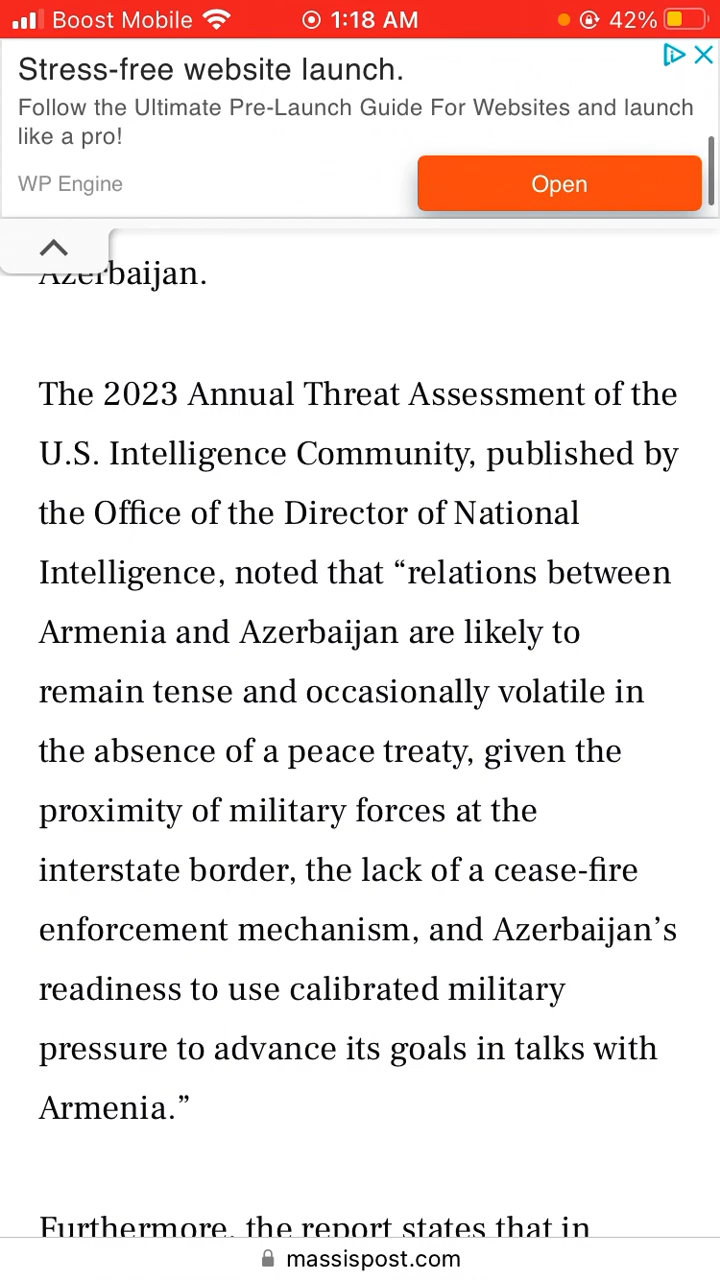 Boost Mobile 1:18 AM 42%
Stress-free website launch.
Follow the Ultimate Pre-Launch Guide For Websites and launch
like a pro!
WP Engine
Open
Azerbaijan.
The 2023 Annual Threat Assessment of the
U.S. Intelligence Community, published by
the Office of the Director of National
Intelligence, noted that “relations between
Armenia and Azerbaijan are likely to
remain tense and occasionally volatile in
the absence of a peace treaty, given the
proximity of military forces at the
interstate border, the lack of a cease-fire
enforcement mechanism, and Azerbaijan’s
readiness to use calibrated military
pressure to advance its goals in talks with
Armenia.”
Furthermore, the report states that in
massispost.com